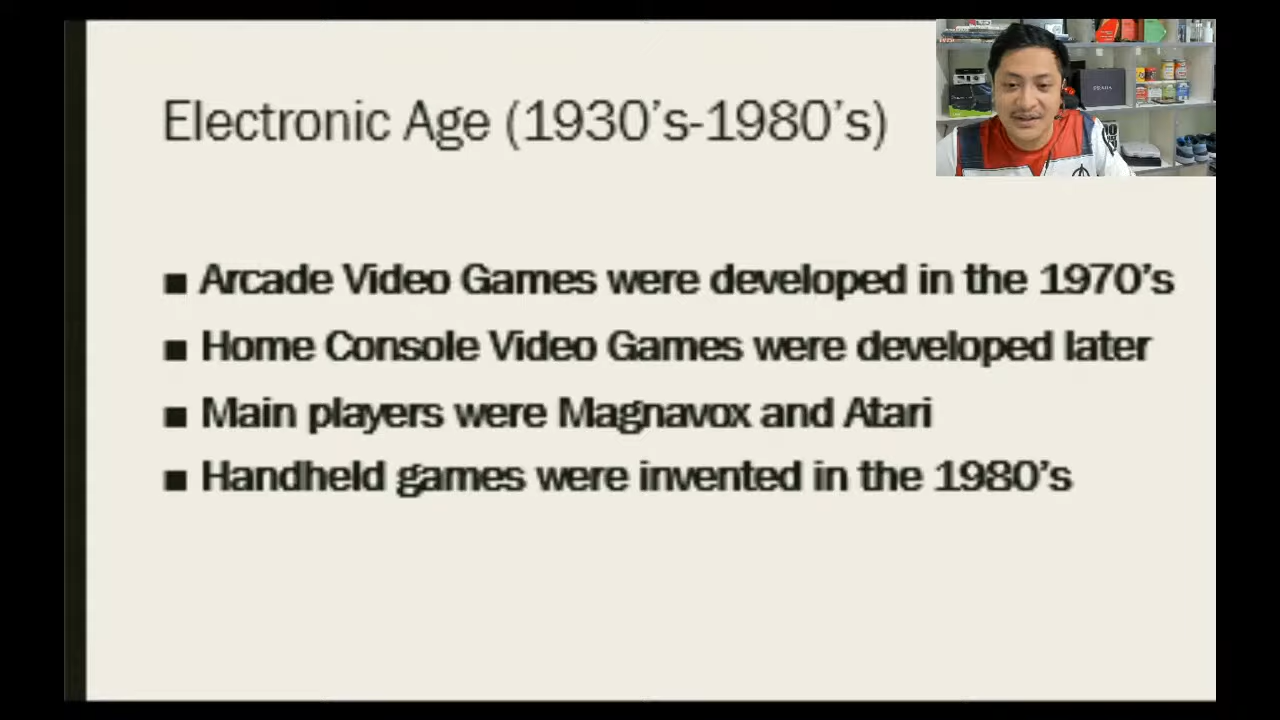 Electronic Age (1930's-1980's)
■ Arcade Video Games were developed in the 1970's
■ Home Console Video Games were developed later
■ Main players were Magnavox and Atari
■ Handheld games were invented in the 1980's
PRADA